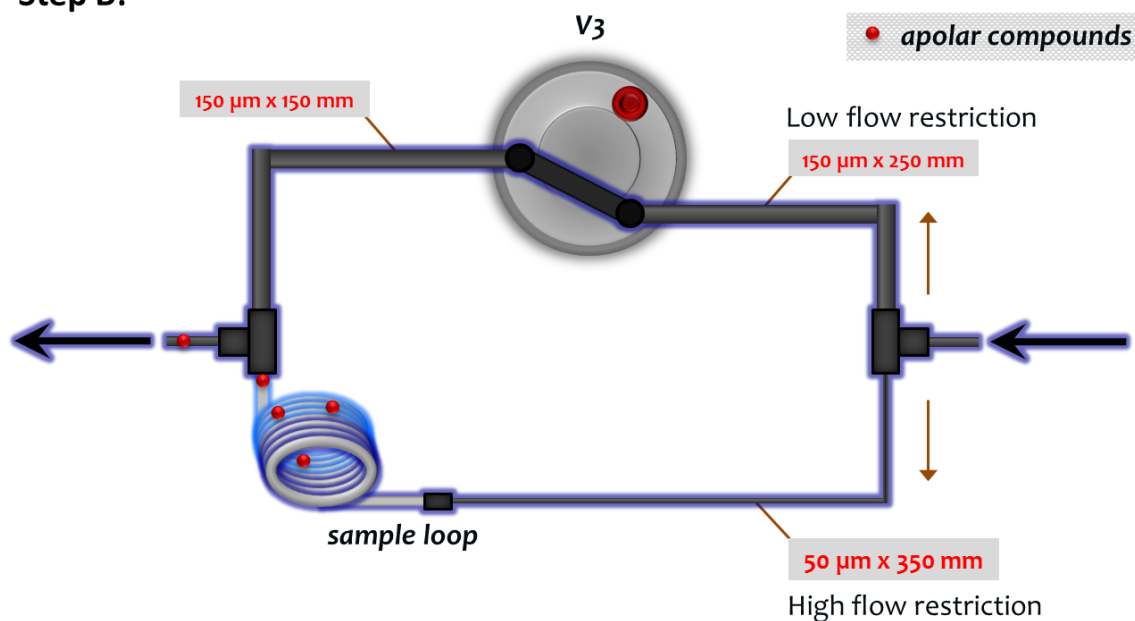 Step B:
V3
apolar compounds
150 µm x 150 mm
Low flow restriction
150 µm x 250 mm
sample loop
50 µm x 350 mm
High flow restriction